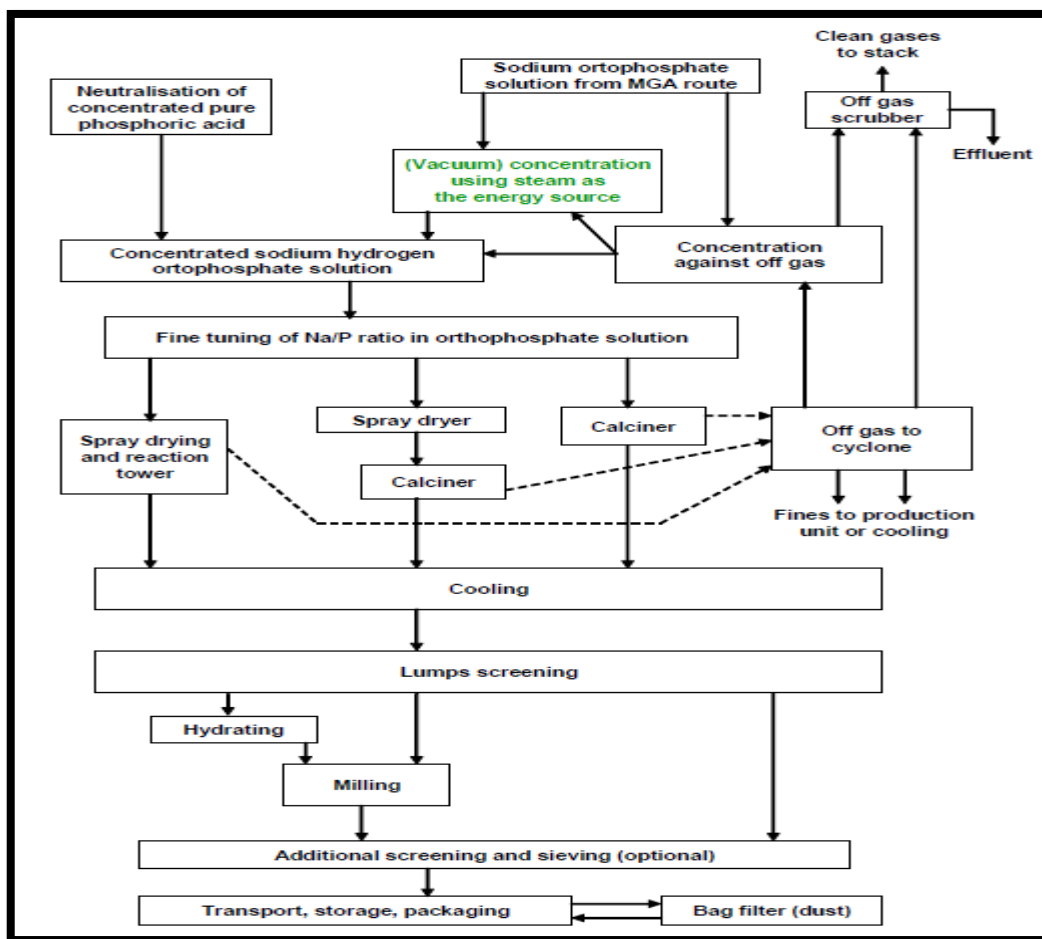 Clean gases
to stack
Sodium ortophosphate
solution from MGA route
Neutralisation of
concentrated pure
phosphoric acid
Off gas
scrubber
Effluent
(Vacuum) concentration
using steam as
the energy source
Concentrated sodium hydrogen
ortophosphate solution
Concentration
against off gas
Fine tuning of Na/P ratio in orthophosphate solution
Spray drying
and reaction
tower
Spray dryer
Calciner
Calciner
Off gas to
cyclone
Fines to production
unit or cooling
Cooling
Lumps screening
Hydrating
Milling
Additional screening and sieving (optional)
Transport, storage, packaging
Bag filter (dust)